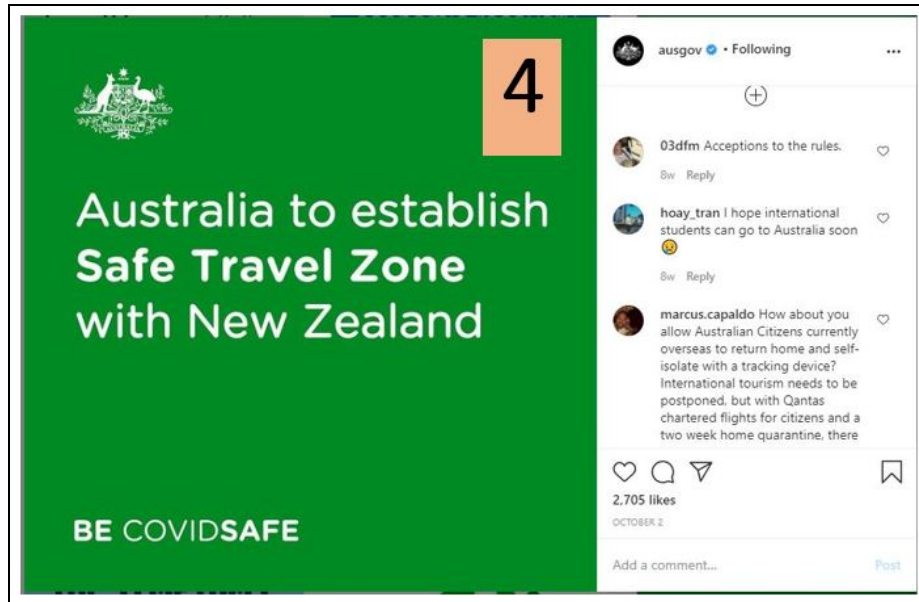 4
Australia to establish
Safe Travel Zone
with New Zealand
BE COVIDSAFE
ausgov • Following
03dfm Acceptions to the rules.
8w Reply
hoay_tran I hope international
students can go to Australia soon
8w Reply
marcus.capaldo How about you
allow Australian Citizens currently
overseas to return home and self-
isolate with a tracking device?
International tourism needs to be
postponed, but with Qantas
chartered flights for citizens and a
two week home quarantine, there
2,705 likes
OCTOBER 2
Add a comment...
Post